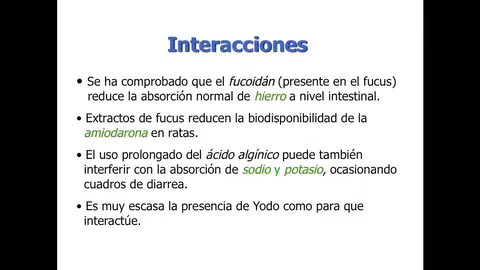 Interacciones
• Se ha comprobado que el fucoidán (presente en el fucus)
reduce la absorción normal de hierro a nivel intestinal.
• Extractos de fucus reducen la biodisponibilidad de la
amiodarona en ratas.
• El uso prolongado del ácido algínico puede también
interferir con la absorción de sodio y potasio, ocasionando
cuadros de diarrea.
• Es muy escasa la presencia de Yodo como para que
interactúe.